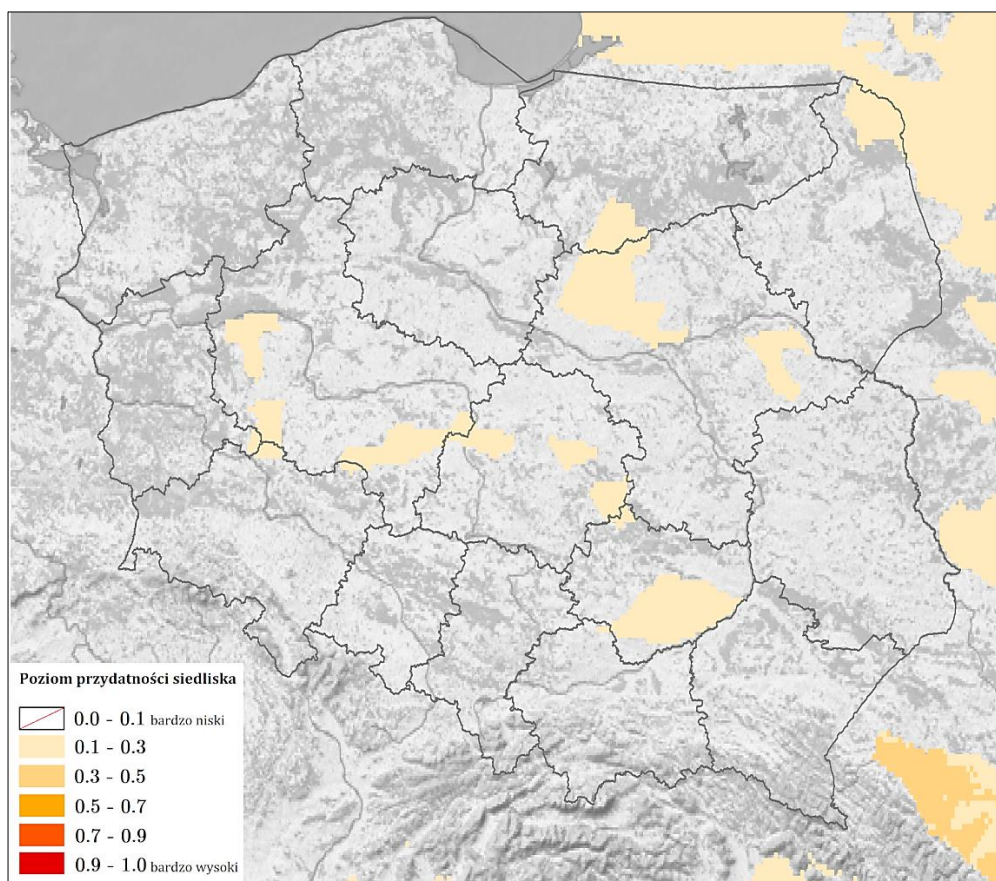 Poziom przydatności siedliska
0.0 - 0.1 bardzo niski
0.1 - 0.3
0.3 - 0.5
0.5 - 0.7
0.7 - 0.9
0.9 - 1.0 bardzo wysoki